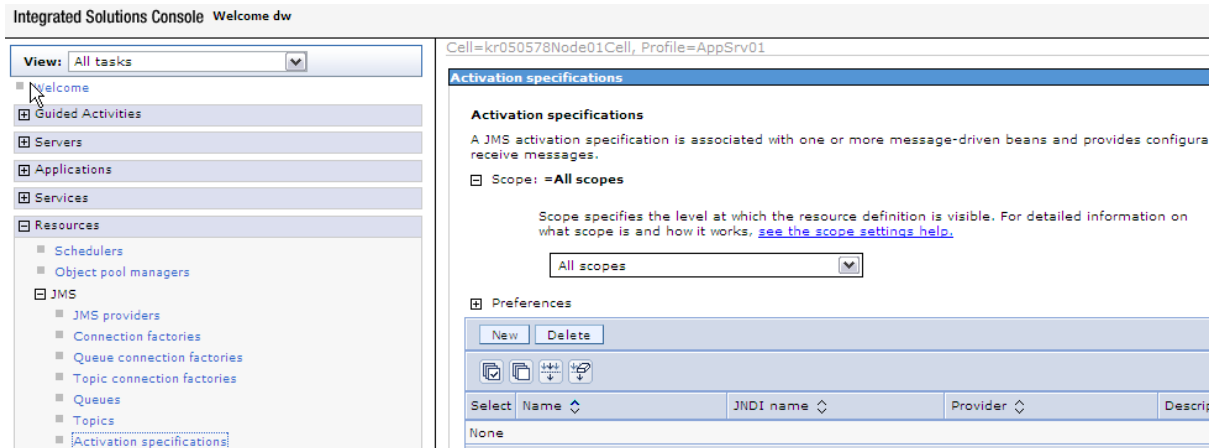 Integrated Solutions Console Welcome dw
View: All tasks
Welcome
Guided Activities
Servers
Applications
Services
Resources
Schedulers
Object pool managers
JMS
JMS providers
Connection factories
Queue connection factories
Topic connection factories
Queues
Topics
Activation specifications
Cell=kr050578Node01Cell, Profile=AppSrv01
Activation specifications
Activation specifications
A JMS activation specification is associated with one or more message-driven beans and provides configura
receive messages.
Scope: =All scopes
Scope specifies the level at which the resource definition is visible. For detailed information on
what scope is and how it works, see the scope settings help.
All scopes
Preferences
New Delete
Select Name JNDI name Provider Descrip
None